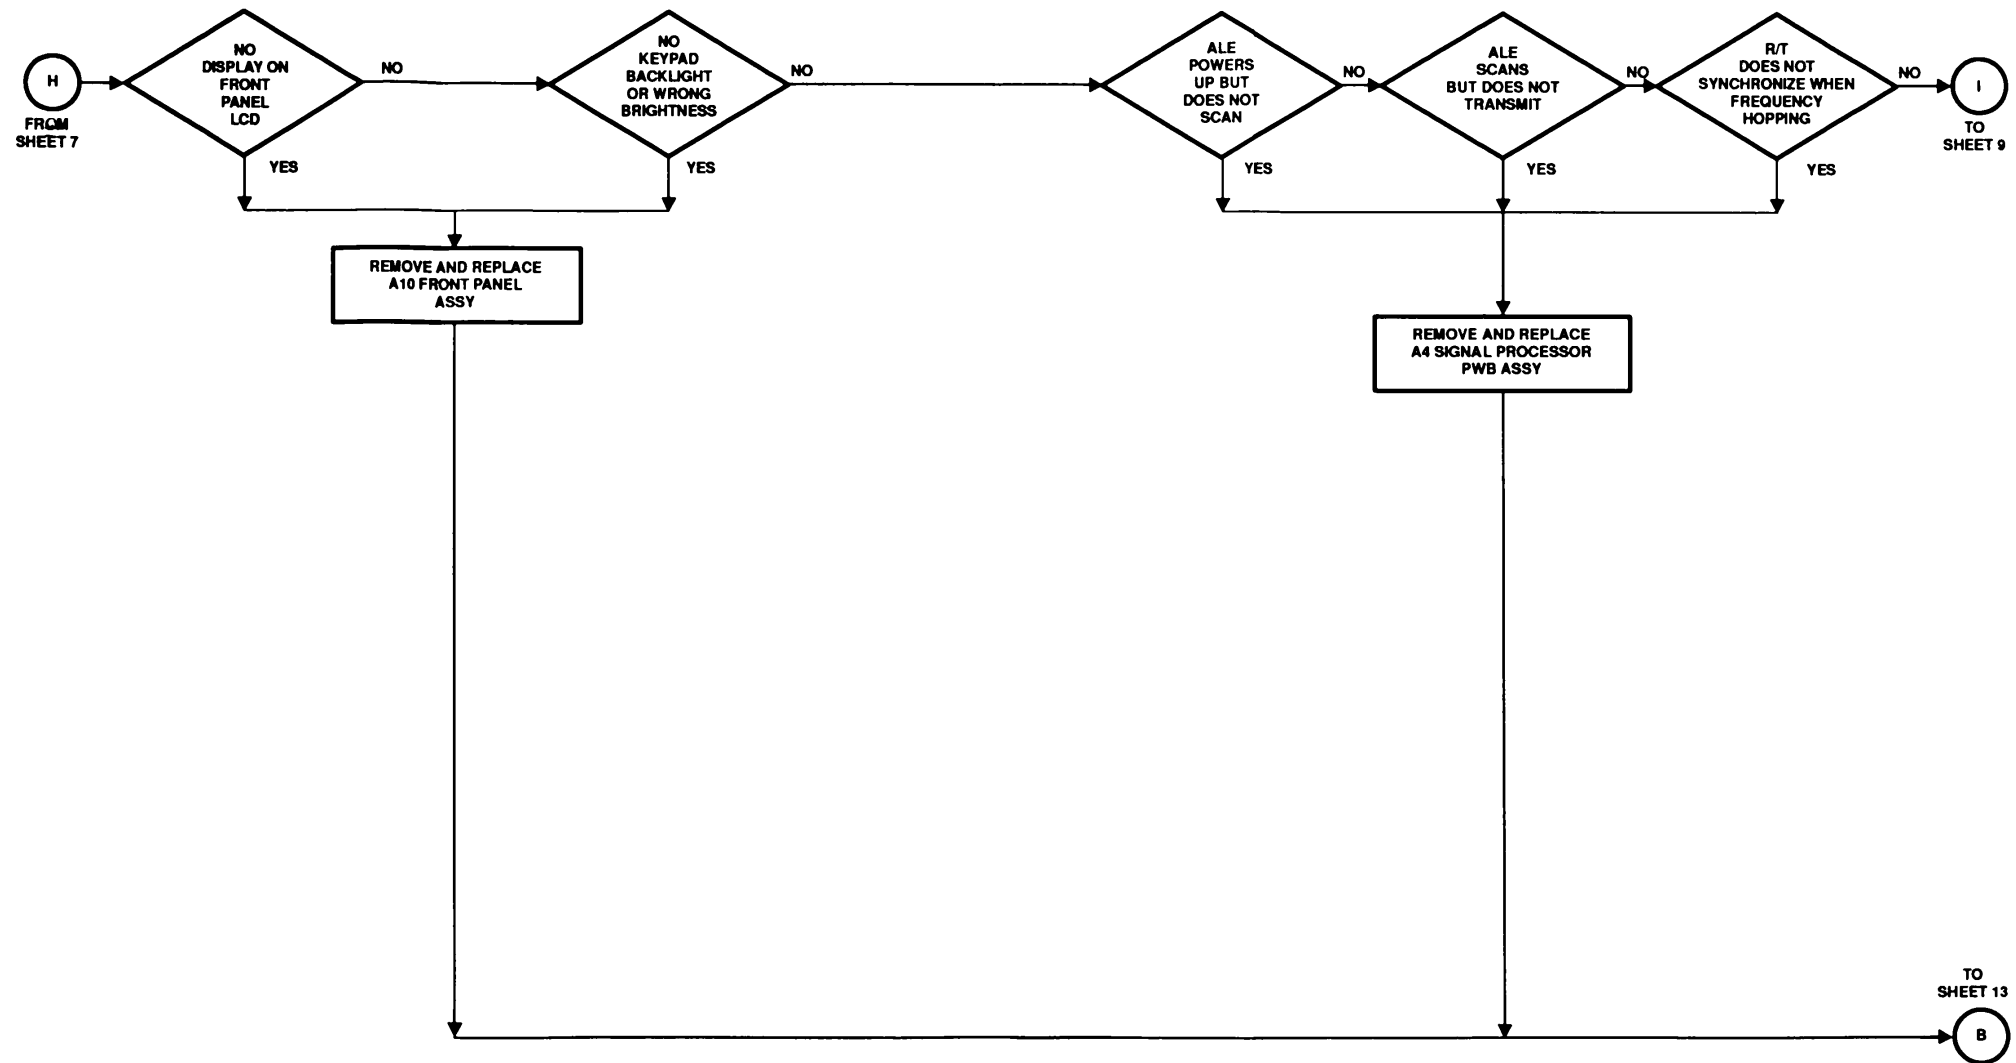 H
FROM
SHEET 7
NO
DISPLAY ON
FRONT
PANEL
LCD
NO
YES
NO
KEYPAD
BACKLIGHT
OR WRONG
BRIGHTNESS
NO
YES
ALE
POWERS
UP BUT
DOES NOT
SCAN
NO
YES
ALE
SCANS
BUT DOES NOT
TRANSMIT
NO
YES
R/T
DOES NOT
SYNCHRONIZE WHEN
FREQUENCY
HOPPING
NO
YES
I
TO
SHEET 9
REMOVE AND REPLACE
A10 FRONT PANEL
ASSY
REMOVE AND REPLACE
A4 SIGNAL PROCESSOR
PWB ASSY
TO
SHEET 13
B